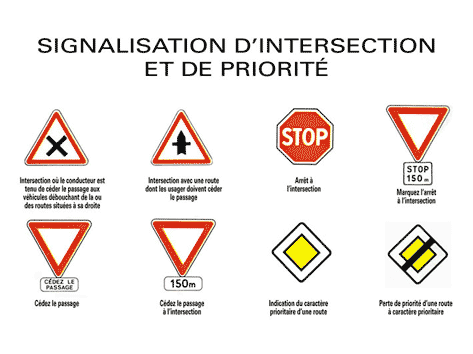 SIGNALISATION D'INTERSECTION
ET DE PRIORITÉ
Intersection où le conducteur est
tenu de céder le passage aux
véhicules débouchant de la ou
des routes situées à sa droite
Intersection avec une route
dont les usager doivent céder
le passage
STOP
Arrêt à
l'intersection
STOP
150 m
Marquez l'arrêt
à l'intersection
CÉDEZ LE
PASSAGE
Cédez le passage
150m
Cédez le passage
à l'intersection
Indication du caractère
prioritaire d'une route
Perte de priorité d'une route
à caractère prioritaire